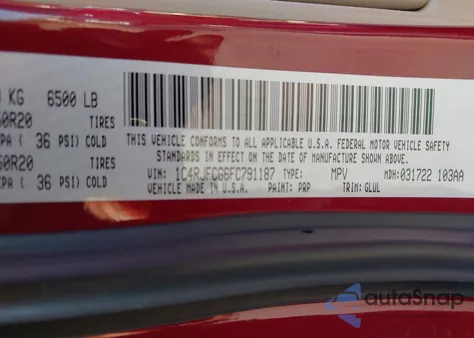 KG 6500 LB
50R20 TIRES
PA ( 36 PSI) COLD
50R20 TIRES
PA ( 36 PSI) COLD
THIS VEHICLE CONFORMS TO ALL APPLICABLE U.S.A. FEDERAL MOTOR VEHICLE SAFETY
STANDARDS IN EFFECT ON THE DATE OF MANUFACTURE SHOWN ABOVE.
VIN: 1C4RJFCG6FC791187 TYPE: MPV MDH:031722 103AA
VEHICLE MADE IN U.S.A. PAINT: PRP TRIM: GLUL
autoSnap